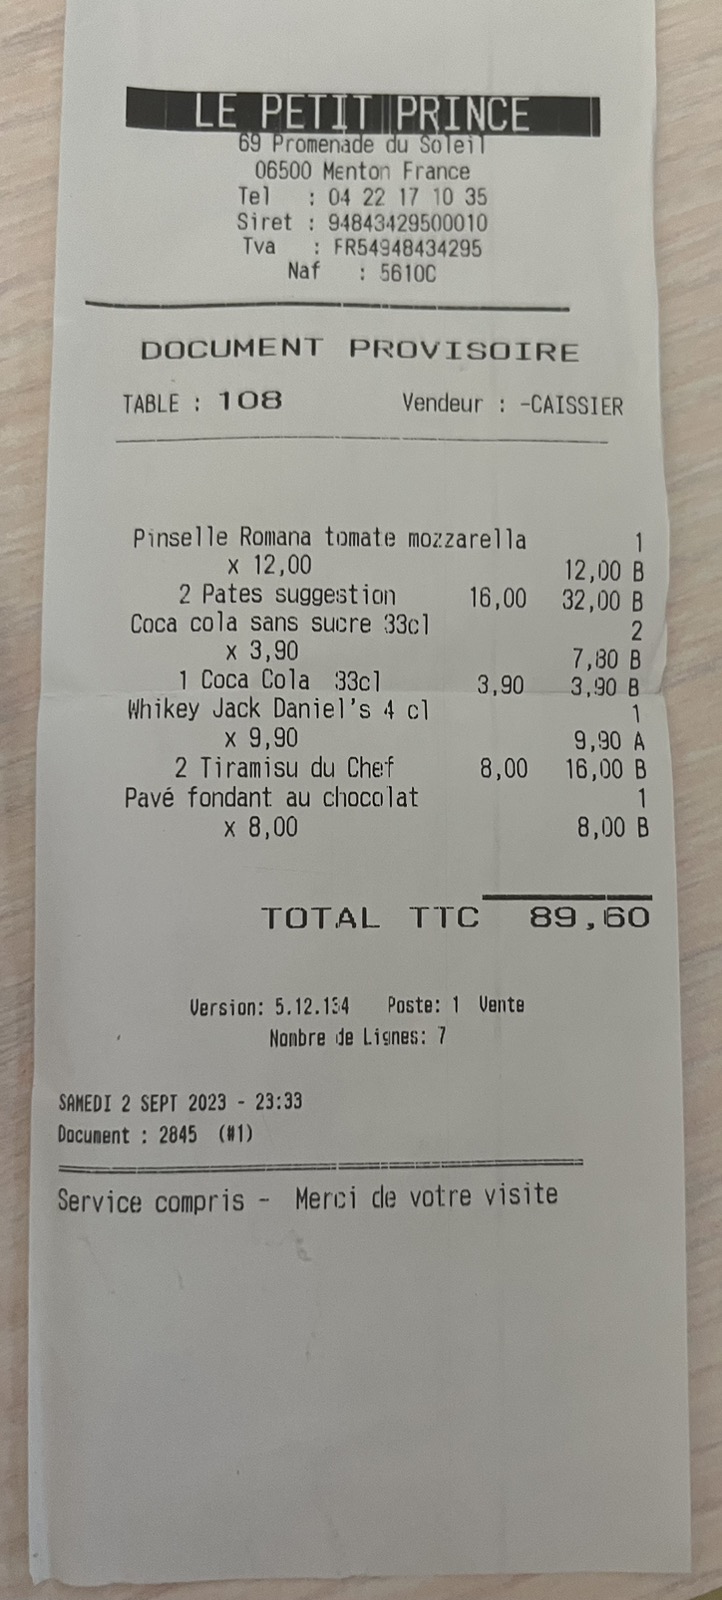 LE PETIT PRINCE
69 Promenade du Soleil
06500 Menton France
Tel : 04 22 17 10 35
Siret : 94843429500010
Tva : FR54948434295
Naf : 5610C
DOCUMENT PROVISOIRE
TABLE : 108 Vendeur : -CAISSIER
Pinselle Romana tomate mozzarella 1
x 12,00 12,00 B
2 Pates suggestion 16,00 32,00 B
Coca cola sans sucre 33cl 2
x 3,90 7,80 B
1 Coca Cola 33cl 3,90 3,90 B
Whikey Jack Daniel's 4 cl 1
x 9,90 9,90 A
2 Tiramisu du Chef 8,00 16,00 B
Pavé fondant au chocolat 1
x 8,00 8,00 B
TOTAL TTC 89,60
Version: 5.12.134 Poste: 1 Vente
Nombre de Lignes: 7
SAMEDI 2 SEPT 2023 - 23:33
Document : 2845 (#1)
Service compris - Merci de votre visite